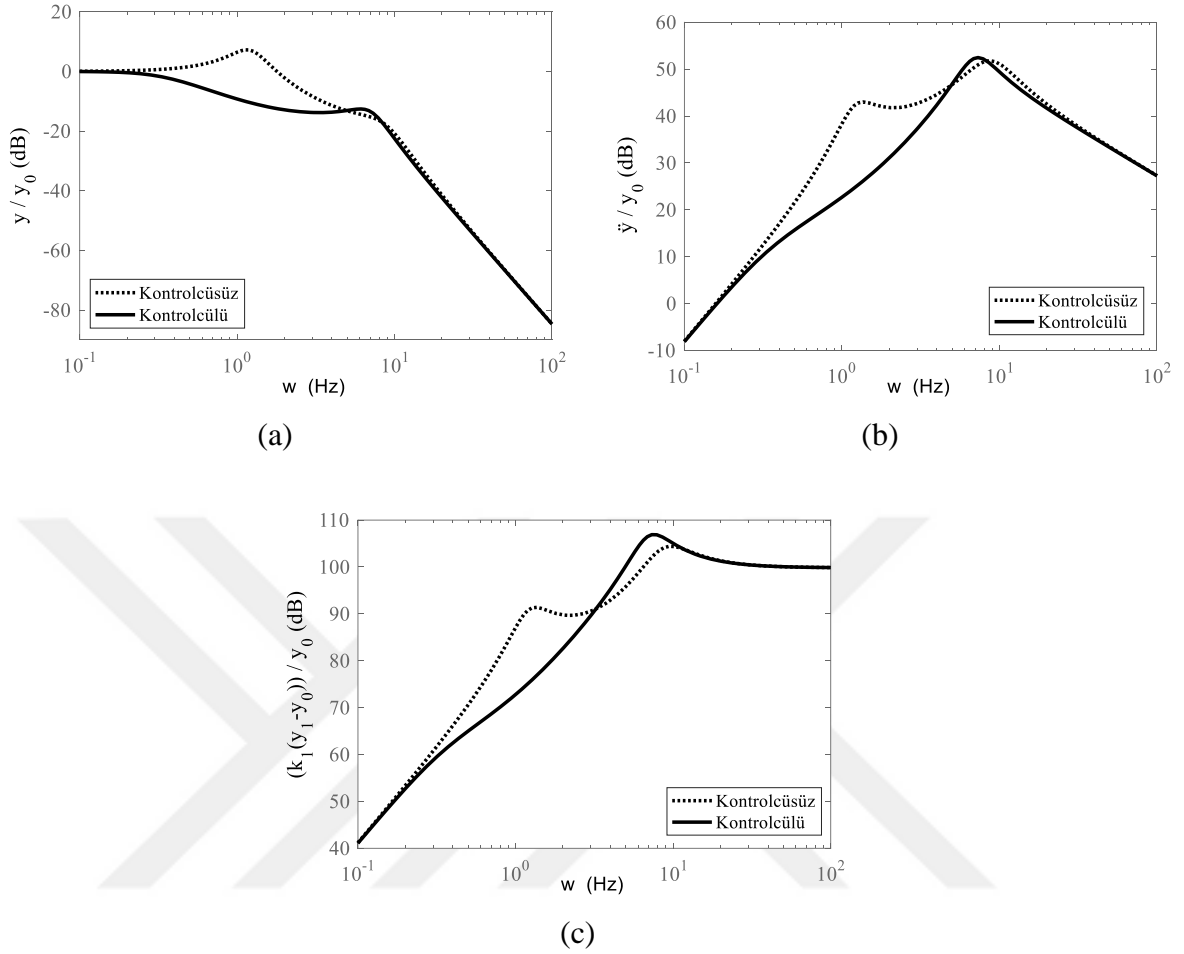 20
0
-20
-40
-60
-80
y / y₀ (dB)
Kontrolcüsüz
Kontrolcülü
10⁻¹ 10⁰ 10¹ 10²
w (Hz)
(a)
60
50
40
30
20
10
0
-10
ÿ / y₀ (dB)
Kontrolcüsüz
Kontrolcülü
10⁻¹ 10⁰ 10¹ 10²
w (Hz)
(b)
110
100
90
80
70
60
50
40
(k₁(y₁-y₀)) / y₀ (dB)
Kontrolcüsüz
Kontrolcülü
10⁻¹ 10⁰ 10¹ 10²
w (Hz)
(c)